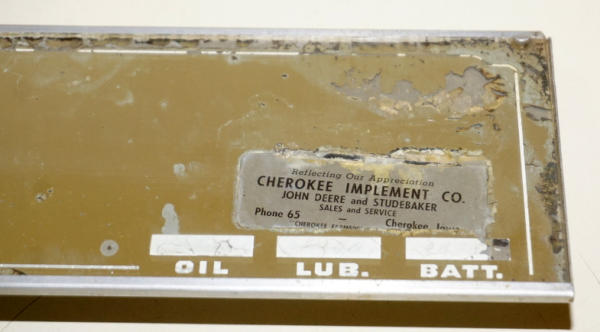 Reflecting Our Appreciation
CHEROKEE IMPLEMENT CO.
JOHN DEERE and STUDEBAKER
SALES and SERVICE
Phone 65 — Cherokee, Iowa
CHEROKEE
OIL LUB. BATT.